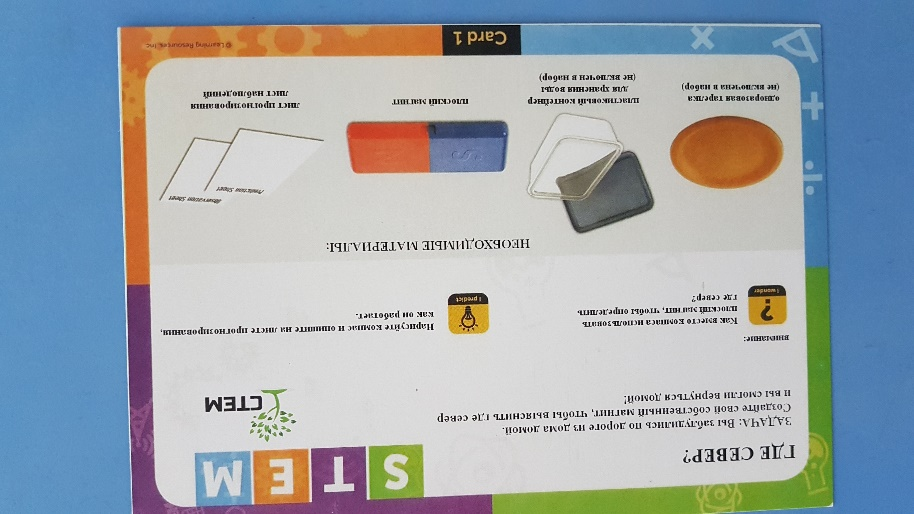 ГДЕ СЕВЕР?
STEM
ЗАДАЧА: Вы заблудились по дороге из дома домой.
Создайте свой собственный магнит, чтобы выяснить где север
и вы смогли вернуться домой!
СТЕМ
внимание:
?
I wonder
Как вместо компаса использовать
плоский магнит, чтобы определить
где север?
I predict
Нарисуйте компас и опишите на листе прогнозирования,
как он работает.
НЕОБХОДИМЫЕ МАТЕРИАЛЫ:
одноразовая тарелка
(не включена в набор)
пластиковый контейнер
для хранения воды
(не включен в набор)
S
плоский магнит
Observation Sheet
Prediction Sheet
лист прогнозирования
лист наблюдений
Card 1
© Learning Resources, Inc.